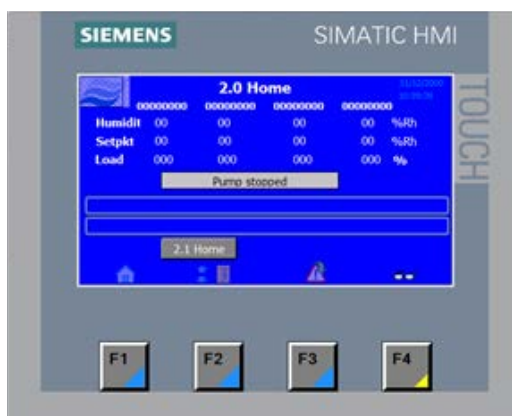 SIEMENS
SIMATIC HMI
TOUCH
2.0 Home
00000000 00000000 00000000 00000000
Humidit 00 00 00 00 %Rh
Setpkt 00 00 00 00 %Rh
Load 000 000 000 000 %
Pump stopped
2.1 Home
F1 F2 F3 F4